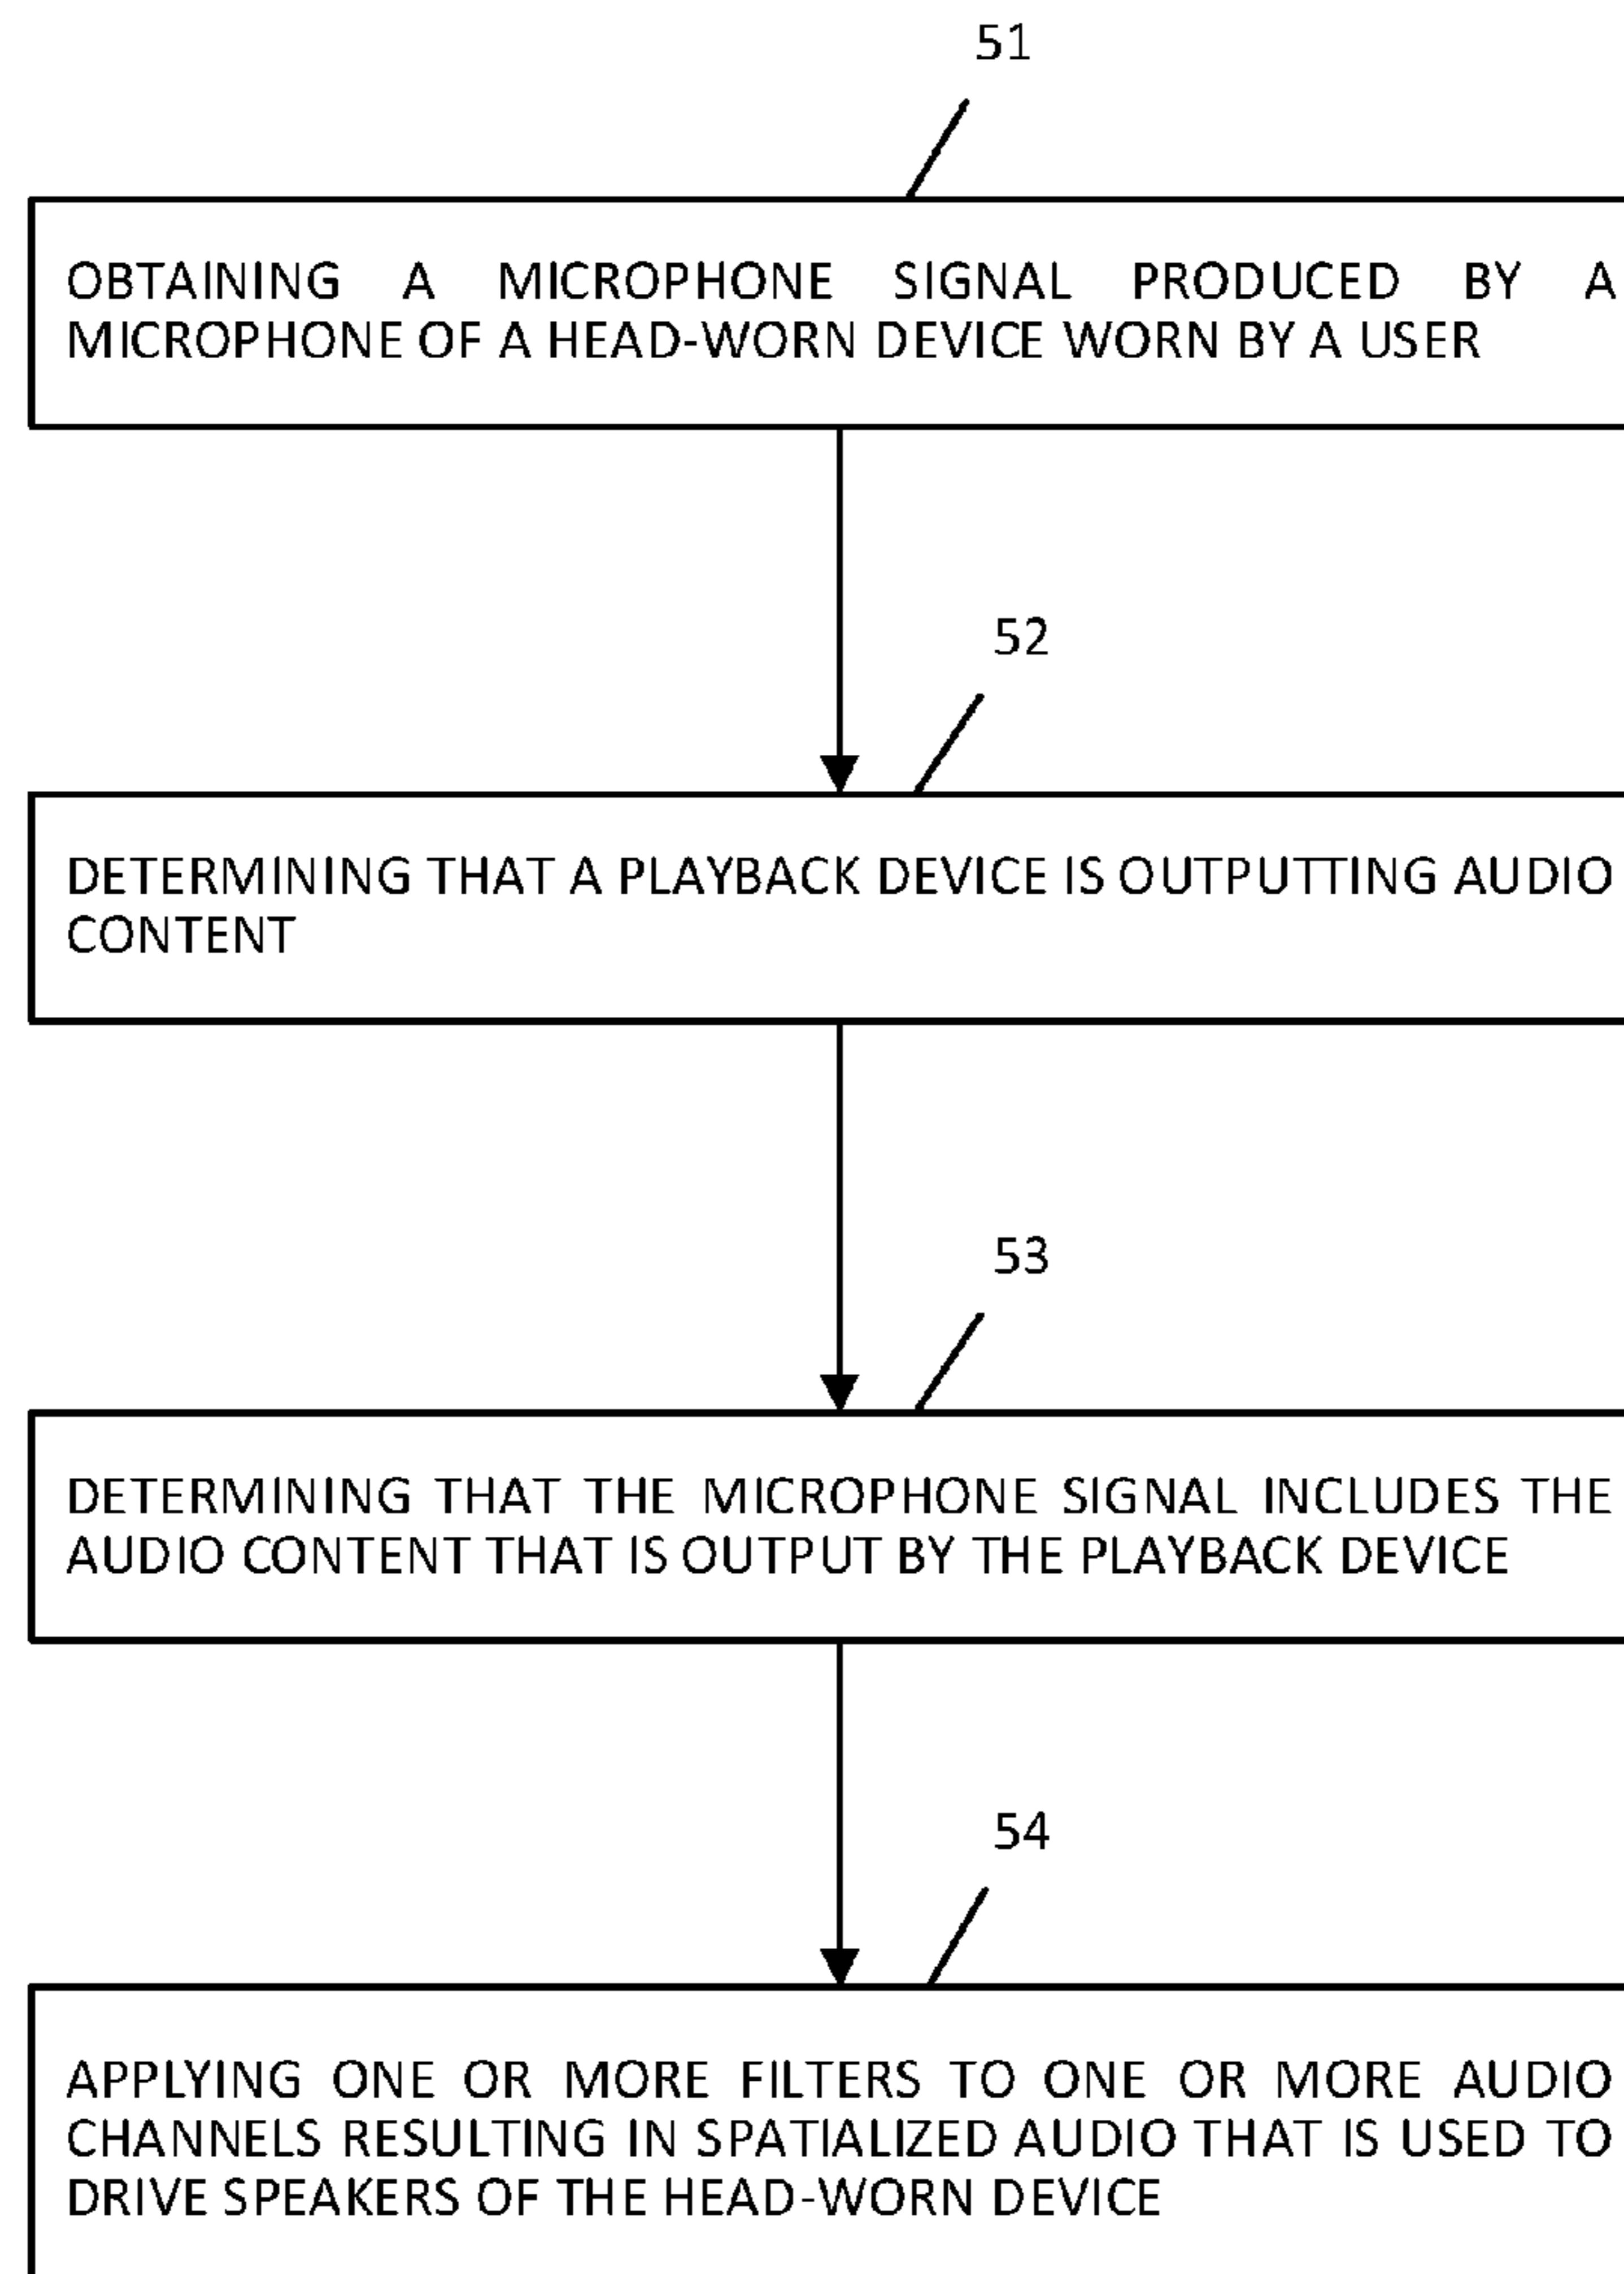 51
OBTAINING A MICROPHONE SIGNAL PRODUCED BY A
MICROPHONE OF A HEAD-WORN DEVICE WORN BY A USER
52
DETERMINING THAT A PLAYBACK DEVICE IS OUTPUTTING AUDIO
CONTENT
53
DETERMINING THAT THE MICROPHONE SIGNAL INCLUDES THE
AUDIO CONTENT THAT IS OUTPUT BY THE PLAYBACK DEVICE
54
APPLYING ONE OR MORE FILTERS TO ONE OR MORE AUDIO
CHANNELS RESULTING IN SPATIALIZED AUDIO THAT IS USED TO
DRIVE SPEAKERS OF THE HEAD-WORN DEVICE